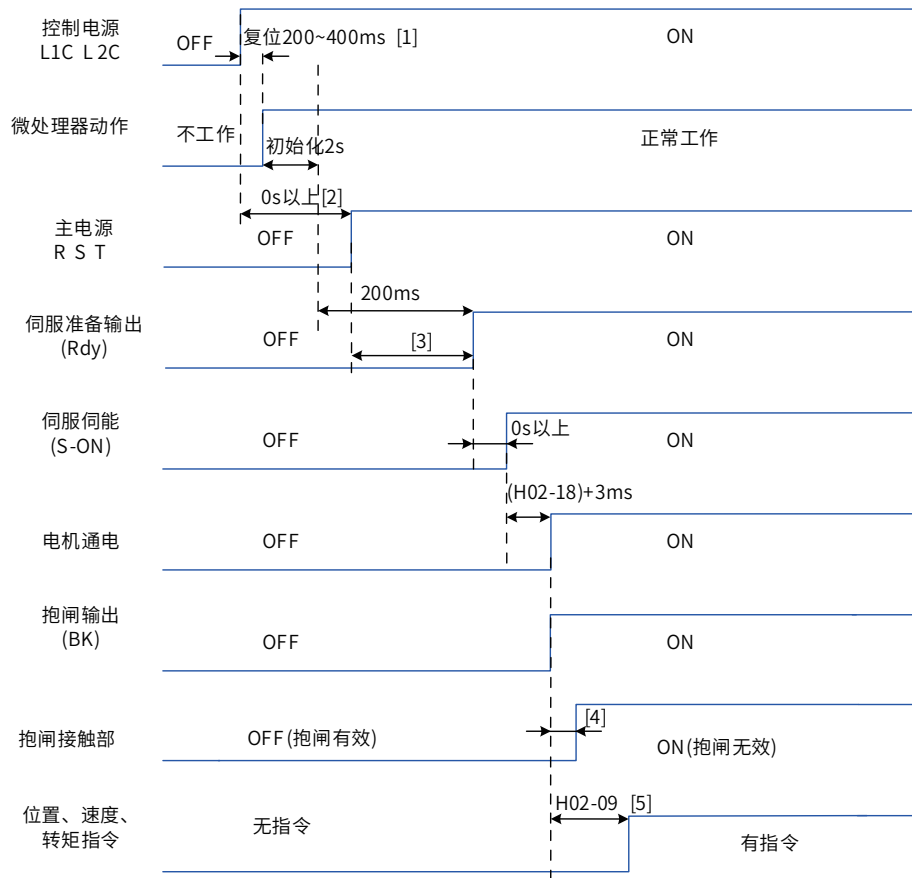 控制电源
L1C L2C
OFF
复位200~400ms [1]
ON
微处理器动作
不工作
初始化2s
正常工作
0s以上[2]
主电源
R S T
OFF
ON
200ms
伺服准备输出
(Rdy)
OFF
[3]
ON
伺服伺能
(S-ON)
OFF
0s以上
ON
(H02-18)+3ms
电机通电
OFF
ON
抱闸输出
(BK)
OFF
ON
抱闸接触部
OFF(抱闸有效)
[4]
ON(抱闸无效)
位置、速度、
转矩指令
无指令
H02-09 [5]
有指令